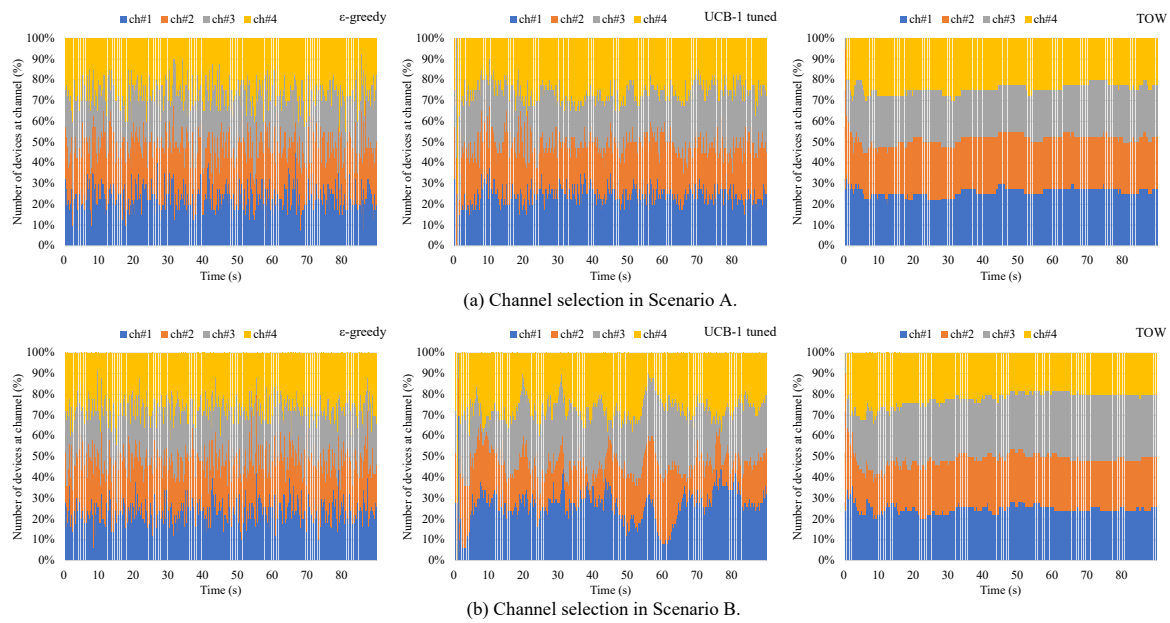 ε-greedy
ch#1 ch#2 ch#3 ch#4
Number of devices at channel (%)
100%
90%
80%
70%
60%
50%
40%
30%
20%
10%
0%
0 10 20 30 40 50 60 70 80
Time (s)
UCB-1 tuned
ch#1 ch#2 ch#3 ch#4
Number of devices at channel (%)
100%
90%
80%
70%
60%
50%
40%
30%
20%
10%
0%
0 10 20 30 40 50 60 70 80
Time (s)
TOW
ch#1 ch#2 ch#3 ch#4
Number of devices at channel (%)
100%
90%
80%
70%
60%
50%
40%
30%
20%
10%
0%
0 10 20 30 40 50 60 70 80
Time (s)
(a) Channel selection in Scenario A.
ε-greedy
ch#1 ch#2 ch#3 ch#4
Number of devices at channel (%)
100%
90%
80%
70%
60%
50%
40%
30%
20%
10%
0%
0 10 20 30 40 50 60 70 80
Time (s)
UCB-1 tuned
ch#1 ch#2 ch#3 ch#4
Number of devices at channel (%)
100%
90%
80%
70%
60%
50%
40%
30%
20%
10%
0%
0 10 20 30 40 50 60 70 80
Time (s)
TOW
ch#1 ch#2 ch#3 ch#4
Number of devices at channel (%)
100%
90%
80%
70%
60%
50%
40%
30%
20%
10%
0%
0 10 20 30 40 50 60 70 80
Time (s)
(b) Channel selection in Scenario B.